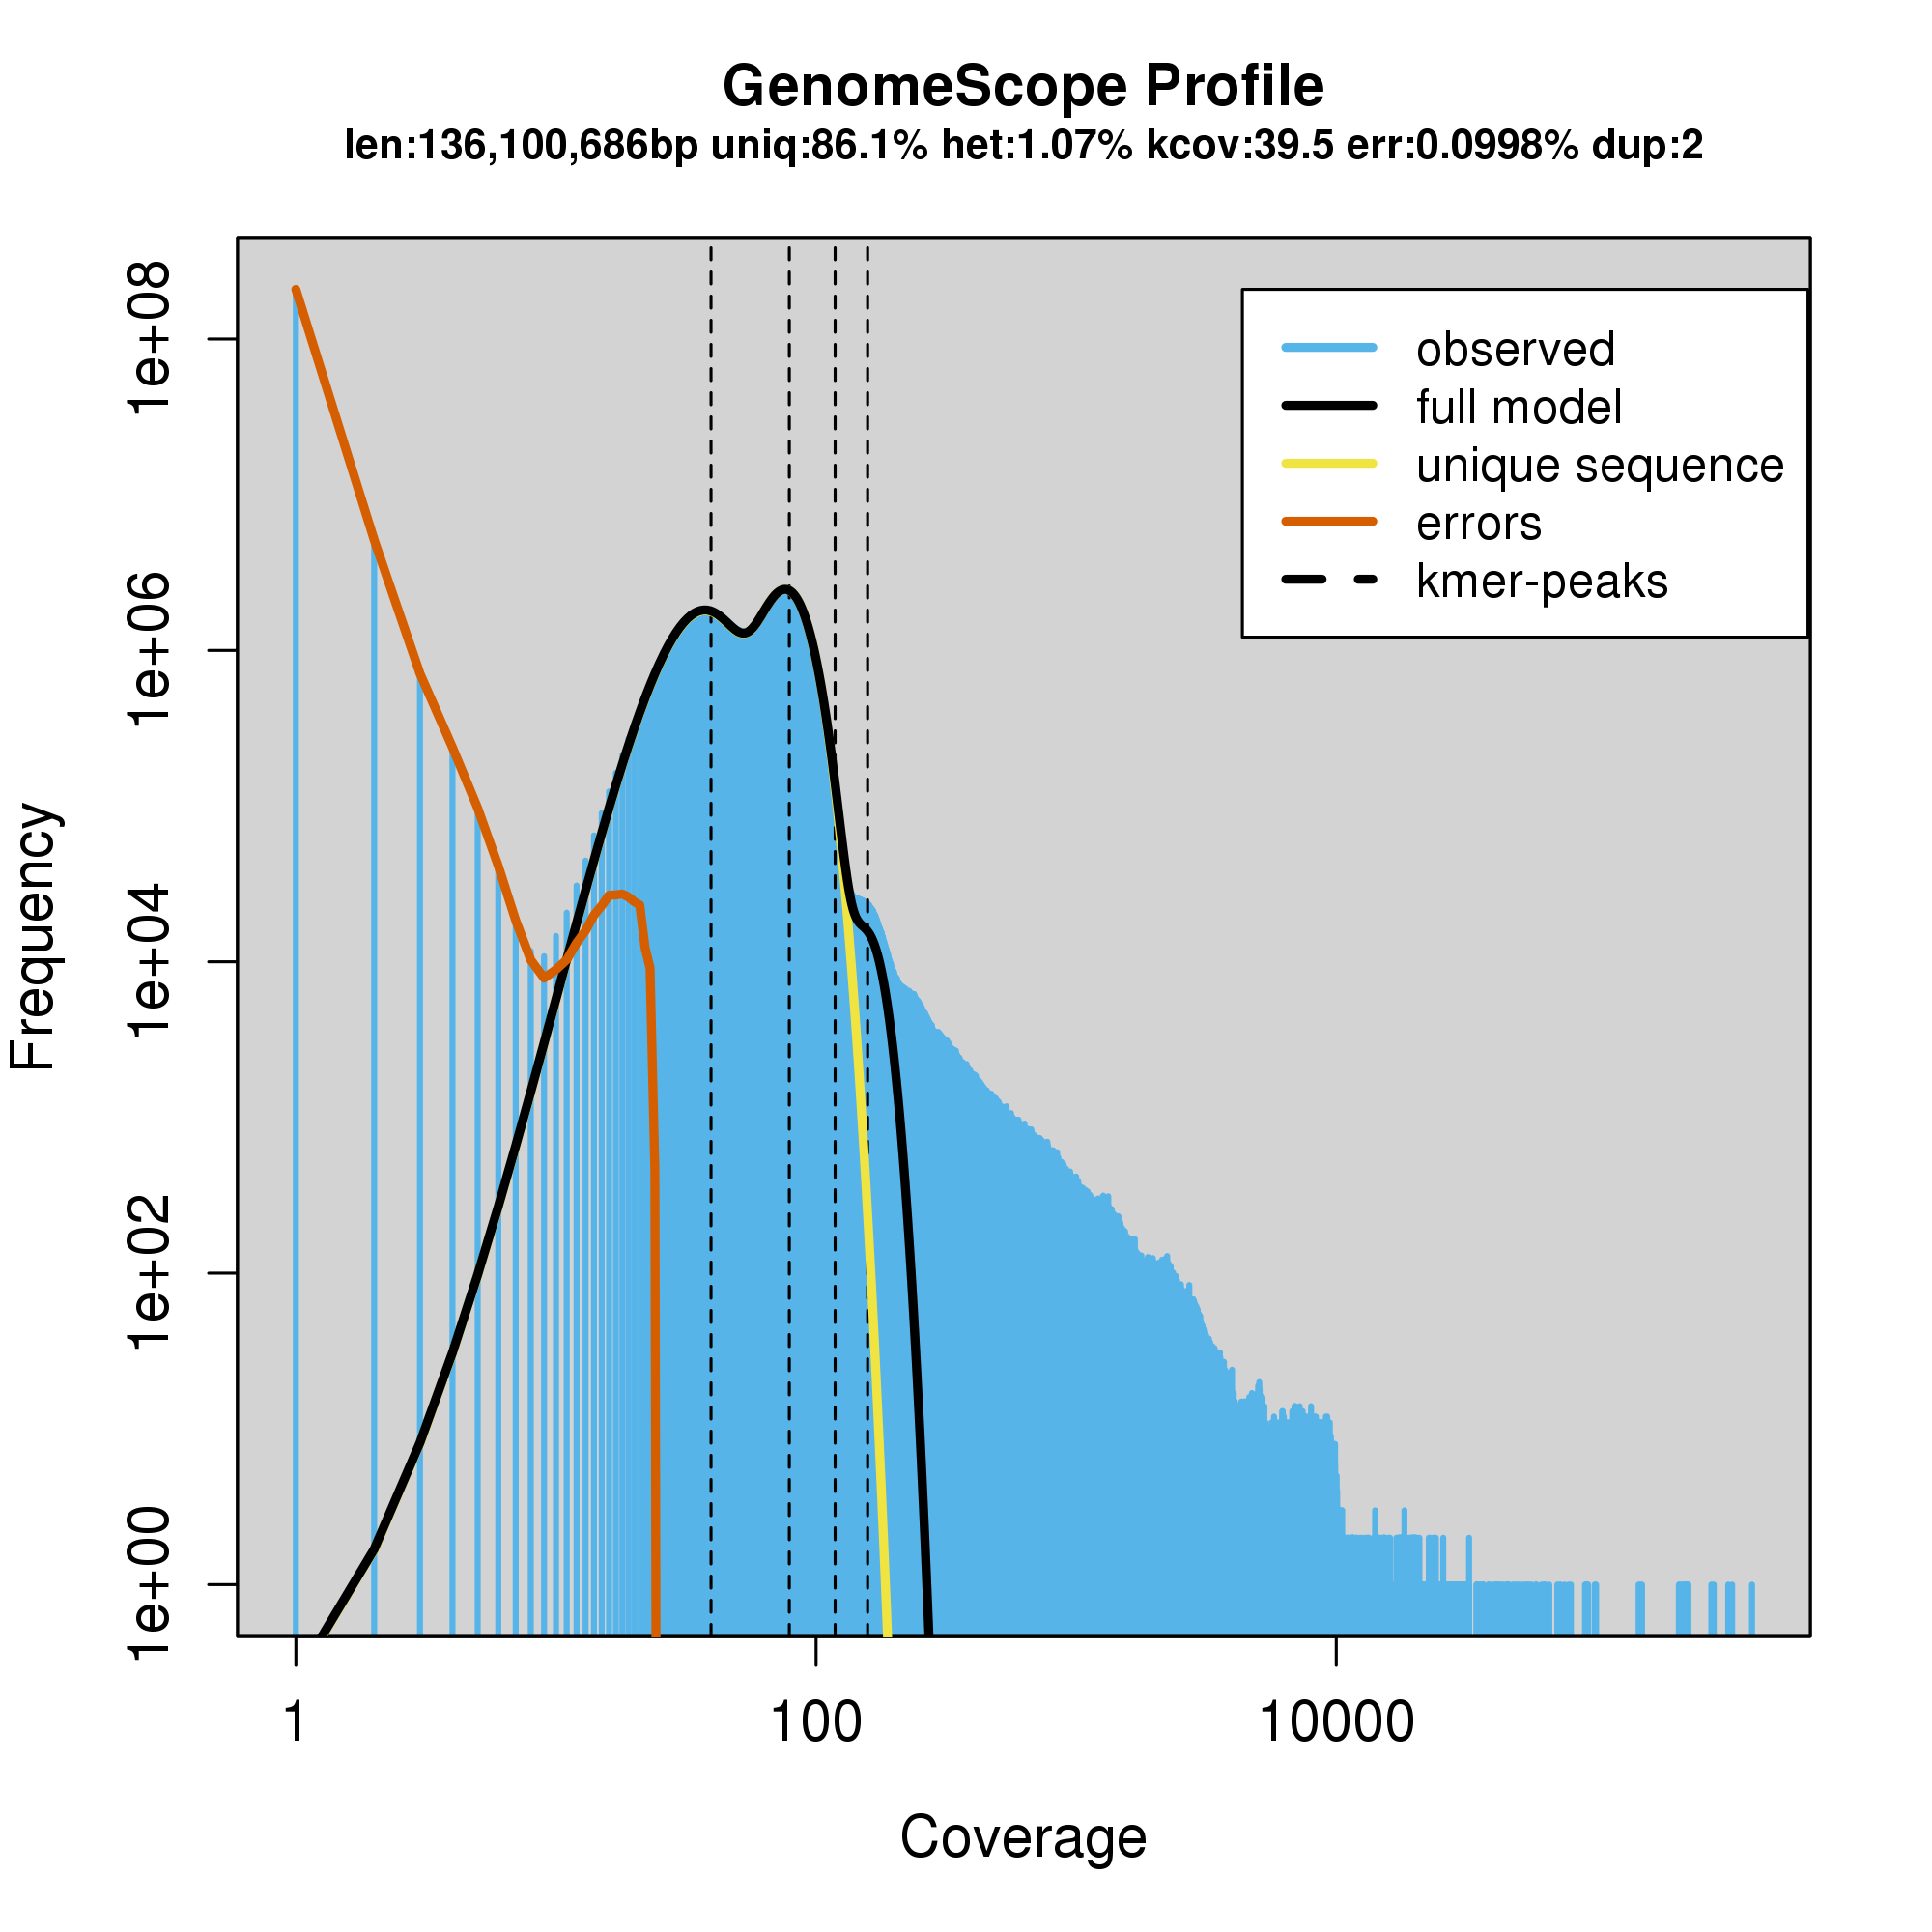 GenomeScope Profile
len:136,100,686bp uniq:86.1% het:1.07% kcov:39.5 err:0.0998% dup:2
observed
full model
unique sequence
errors
kmer-peaks
Frequency
1e+08
1e+06
1e+04
1e+02
1e+00
1
100
10000
Coverage